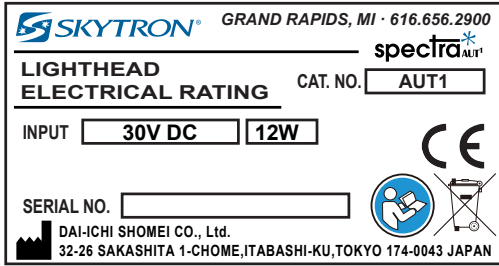 SKYTRON® GRAND RAPIDS, MI · 616.656.2900
spectra AUT¹
LIGHTHEAD
ELECTRICAL RATING
CAT. NO. AUT1
INPUT 30V DC 12W
CE
SERIAL NO.
DAI-ICHI SHOMEI CO., Ltd.
32-26 SAKASHITA 1-CHOME,ITABASHI-KU,TOKYO 174-0043 JAPAN